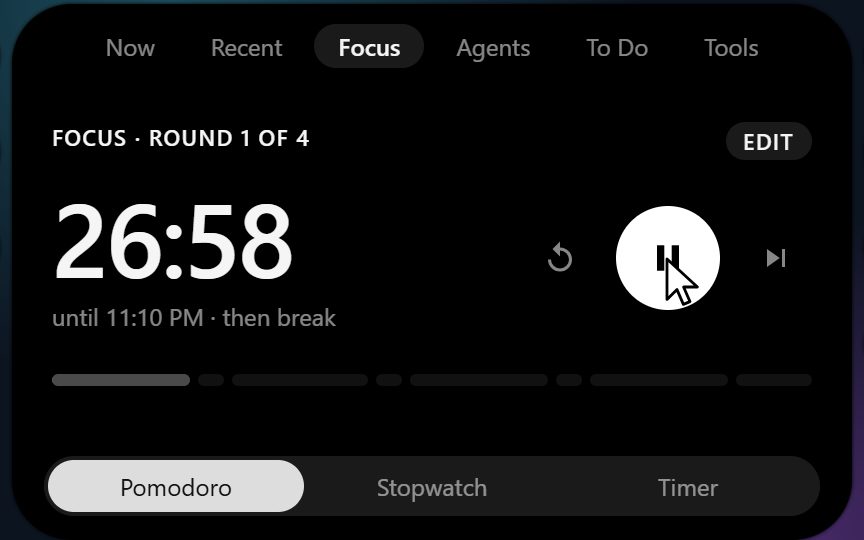 Now Recent Focus Agents To Do Tools
FOCUS · ROUND 1 OF 4
EDIT
26:58
until 11:10 PM · then break
Pomodoro Stopwatch Timer